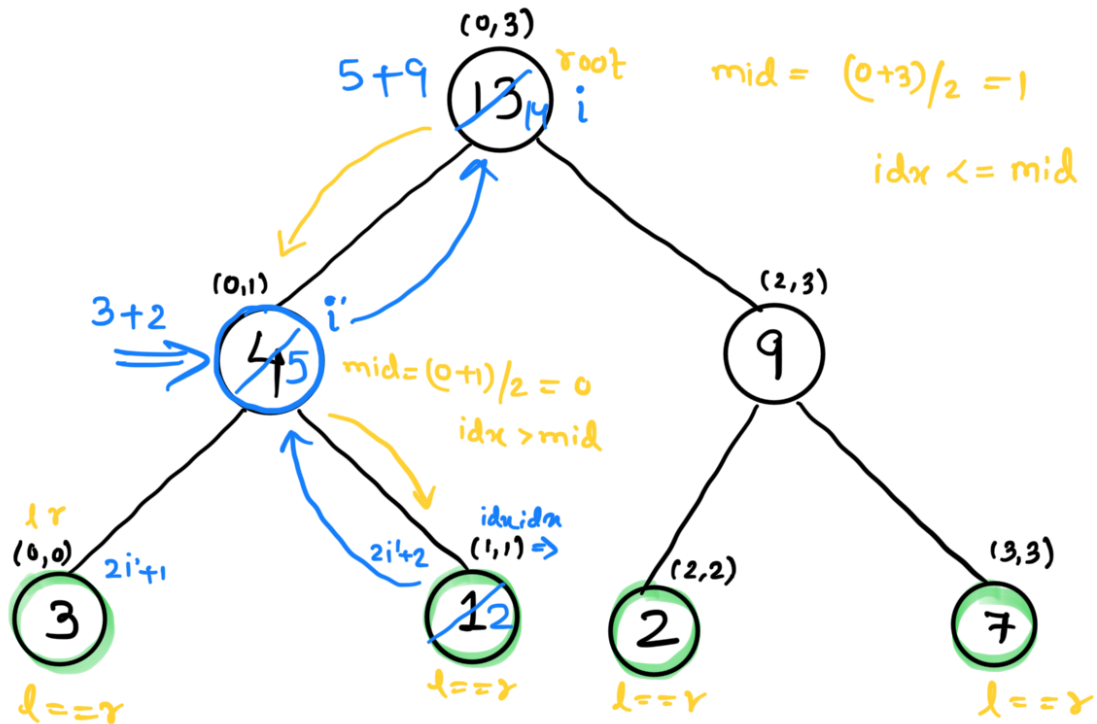 (0,3)
5+9
13
14
root
i
mid = (0+3)/2 = 1
idx <= mid
(0,1)
(2,3)
3+2
4
5
i
9
mid = (0+1)/2 = 0
idx > mid
l r
(0,0)
2i+1
2i+2
idx idx
(1,1) =>
(2,2)
(3,3)
3
1
2
2
7
l==r
l==r
l==r
l==r